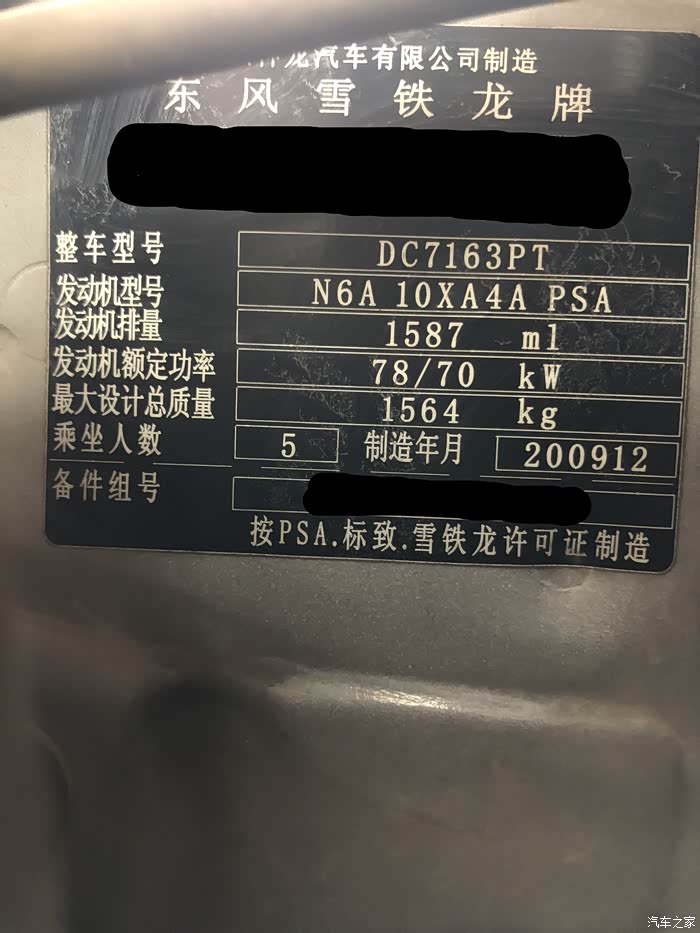 龙汽车有限公司制造
东风雪铁龙牌
整车型号 DC7163PT
发动机型号 N6A 10XA4A PSA
发动机排量 1587 ml
发动机额定功率 78/70 kW
最大设计总质量 1564 kg
乘坐人数 5 制造年月 200912
备件组号
按PSA.标致.雪铁龙许可证制造
汽车之家